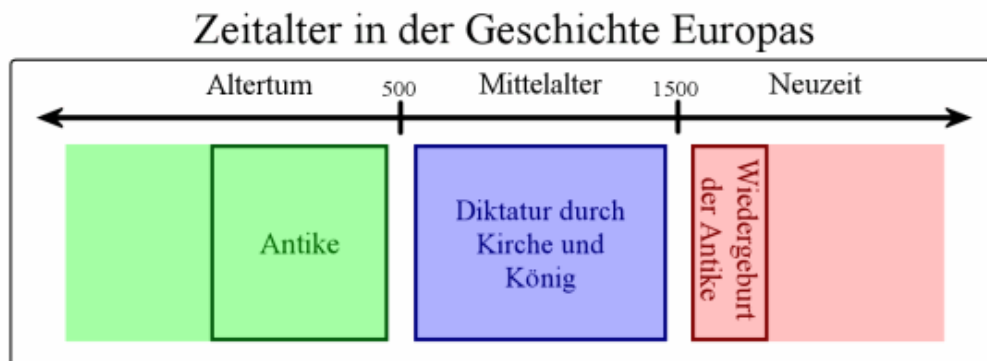 Zeitalter in der Geschichte Europas
Altertum 500 Mittelalter 1500 Neuzeit
Antike
Diktatur durch
Kirche und
König
Wiedergeburt
der Antike